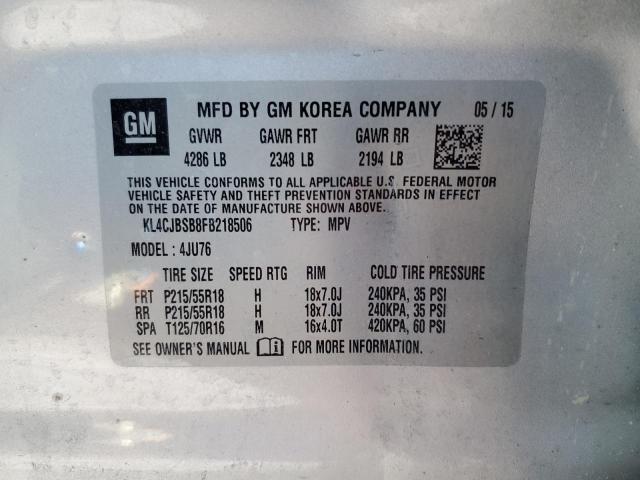 GM MFD BY GM KOREA COMPANY 05 / 15
GVWR GAWR FRT GAWR RR
4286 LB 2348 LB 2194 LB
THIS VEHICLE CONFORMS TO ALL APPLICABLE U.S. FEDERAL MOTOR
VEHICLE SAFETY AND THEFT PREVENTION STANDARDS IN EFFECT
ON THE DATE OF MANUFACTURE SHOWN ABOVE.
KL4CJBSB8FB218506 TYPE: MPV
MODEL : 4JU76
TIRE SIZE SPEED RTG RIM COLD TIRE PRESSURE
FRT P215/55R18 H 18x7.0J 240KPA, 35 PSI
RR P215/55R18 H 18x7.0J 240KPA, 35 PSI
SPA T125/70R16 M 16x4.0T 420KPA, 60 PSI
SEE OWNER'S MANUAL FOR MORE INFORMATION.